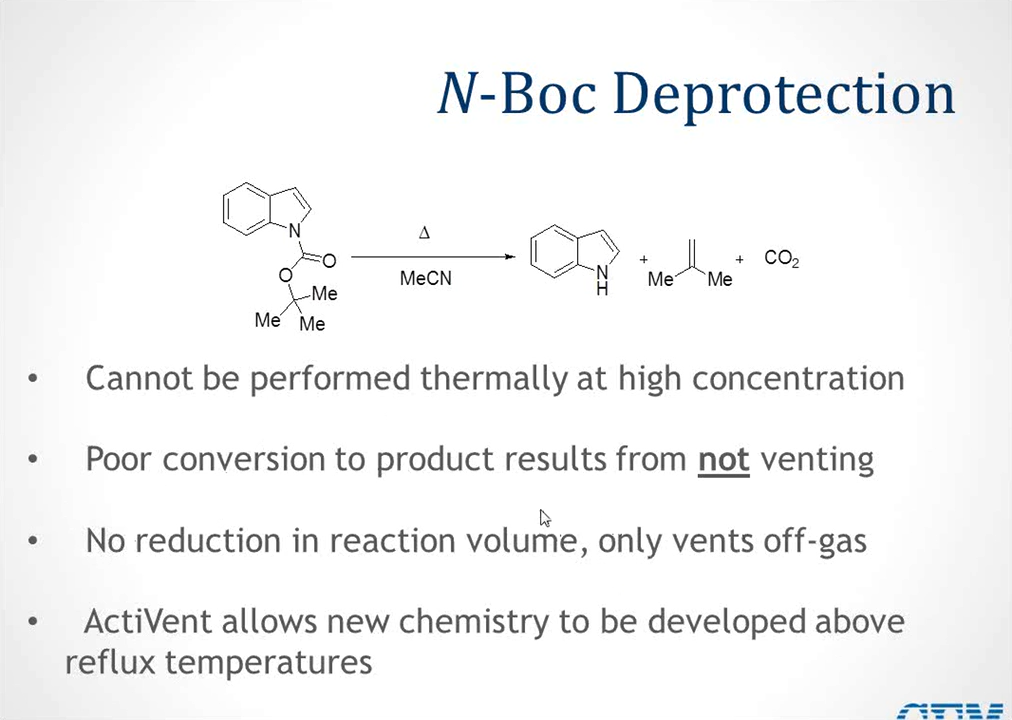 N-Boc Deprotection
N
O
O
Me
Me
Me
Δ
MeCN
N
H
+
Me
Me
+
CO2
• Cannot be performed thermally at high concentration
• Poor conversion to product results from not venting
• No reduction in reaction volume, only vents off-gas
• ActiVent allows new chemistry to be developed above
reflux temperatures